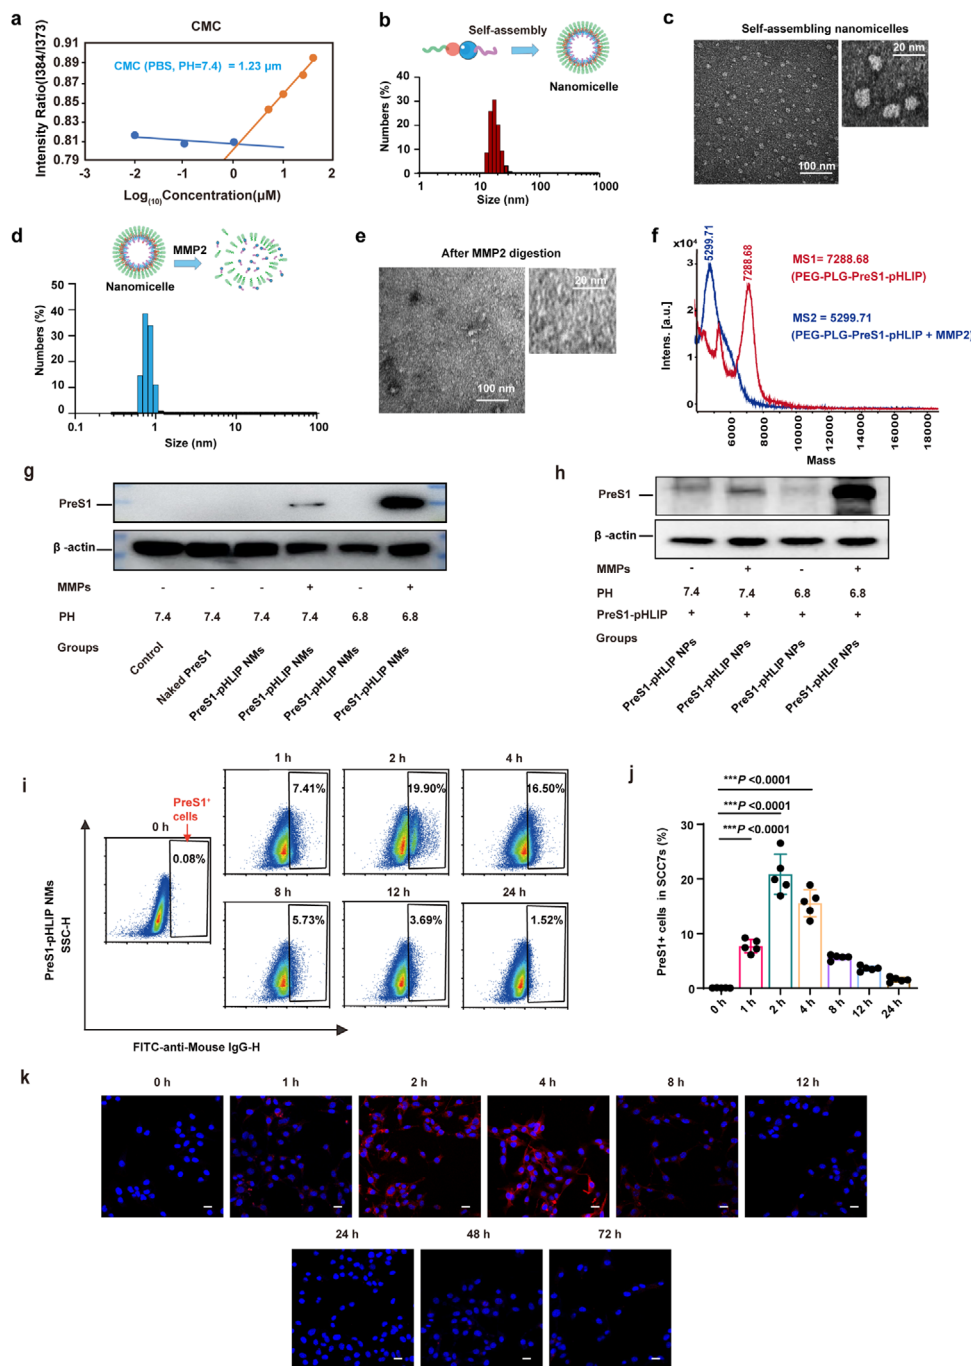 a
CMC
CMC (PBS, PH=7.4) = 1.23 μm
Intensity Ratio(I384/I373)
0.91
0.89
0.87
0.85
0.83
0.81
0.79
-3 -2 -1 0 1 2
Log(10)Concentration(μM)
b
Self-assembly
Nanomicelle
Numbers (%)
40
30
20
10
0
1 10 100 1000
Size (nm)
c
Self-assembling nanomicelles
20 nm
100 nm
d
MMP2
Nanomicelle
Numbers (%)
50
40
30
20
10
0
0.1 1 10 100
Size (nm)
e
After MMP2 digestion
20 nm
100 nm
f
x10⁴
5299.71
7288.68
MS1= 7288.68
(PEG-PLG-PreS1-pHLIP)
MS2 = 5299.71
(PEG-PLG-PreS1-pHLIP + MMP2)
Intens. [a.u.]
3
2
1
0
6000 8000 10000 12000 14000 16000 18000
Mass
g
PreS1
β -actin
MMPs - - - + - +
PH 7.4 7.4 7.4 7.4 6.8 6.8
Groups Control Naked PreS1 PreS1-pHLIP NMs PreS1-pHLIP NMs PreS1-pHLIP NMs PreS1-pHLIP NMs
h
PreS1
β -actin
MMPs - + - +
PH 7.4 7.4 6.8 6.8
PreS1-pHLIP + + + +
Groups PreS1-pHLIP NPs PreS1-pHLIP NPs PreS1-pHLIP NPs PreS1-pHLIP NPs
i
PreS1⁺
cells
0 h
0.08%
1 h 2 h 4 h
7.41% 19.90% 16.50%
8 h 12 h 24 h
5.73% 3.69% 1.52%
PreS1-pHLIP NMs
SSC-H
FITC-anti-Mouse IgG-H
j
***P <0.0001
***P <0.0001
***P <0.0001
PreS1+ cells in SCC7s (%)
30
20
10
0
0 h 1 h 2 h 4 h 8 h 12 h 24 h
k
0 h 1 h 2 h 4 h 8 h 12 h
24 h 48 h 72 h